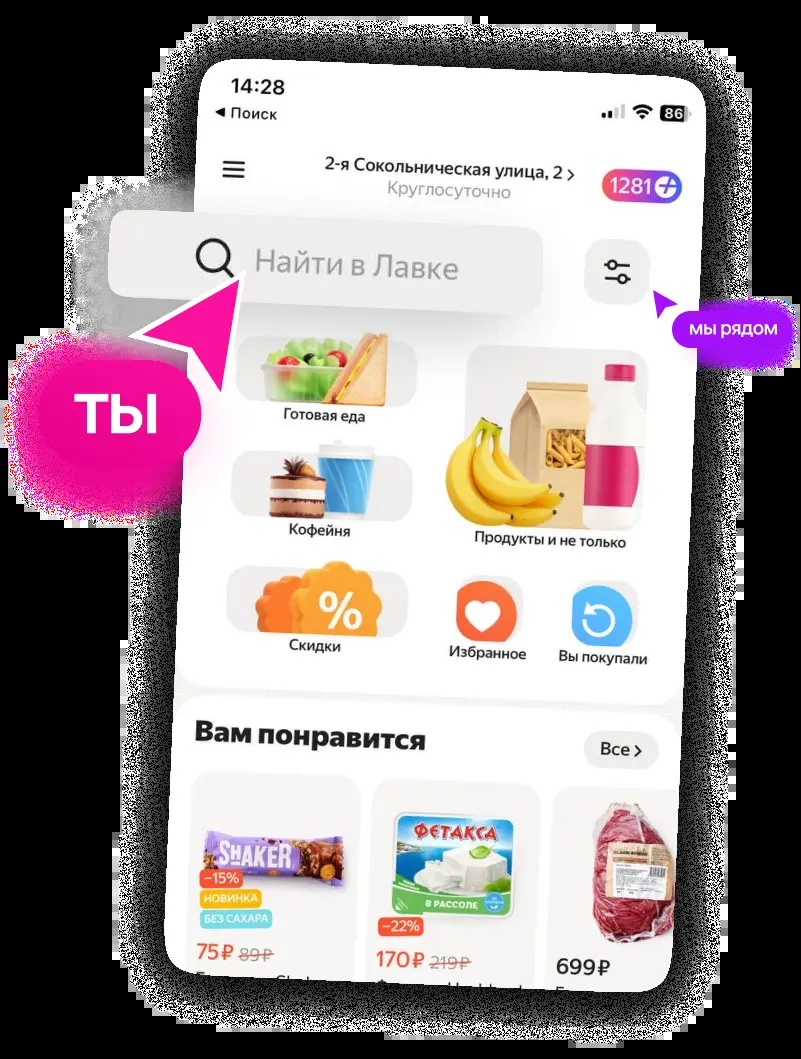 14:28
◀ Поиск
86
2-я Сокольническая улица, 2 >
Круглосуточно
1281
Найти в Лавке
мы рядом
ТЫ
Готовая еда
Кофейня
Продукты и не только
%
Скидки
Избранное
Вы покупали
Вам понравится
Все >
SHAKER
−15%
НОВИНКА
БЕЗ САХАРА
75₽ 89₽
ФЕТАКСА
В РАССОЛЕ
−22%
170₽ 219₽
699₽